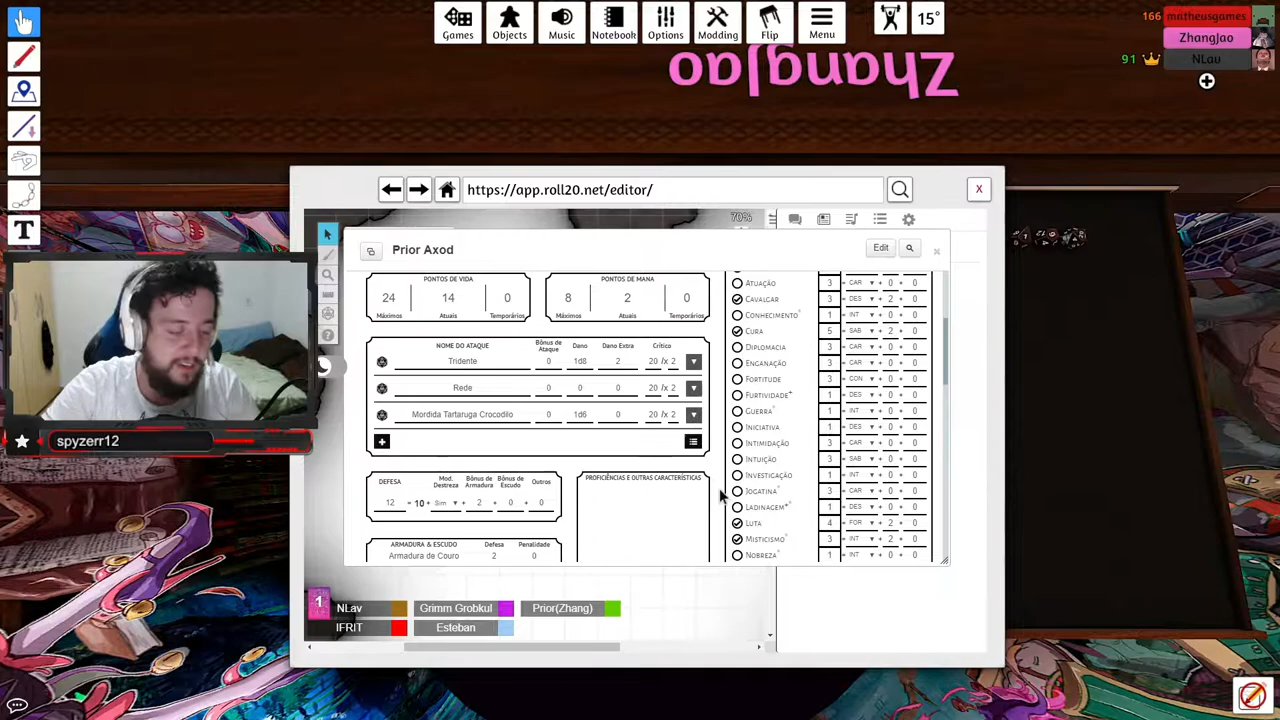 Games
Objects
Music
Notebook
Options
Modding
Flip
Menu
15°
166 matheusgames
ZhangJao
91 NLav
T
ZhangJao
https://app.roll20.net/editor/
X
70%
Prior Axod
Edit
PONTOS DE VIDA
24 14 0
Máximos Atuais Temporários
PONTOS DE MANA
8 2 0
Máximos Atuais Temporários
NOME DO ATAQUE Bônus de Ataque Dano Dano Extra Crítico
Tridente 0 1d8 2 20 /x 2
Rede 0 0 0 20 /x 2
Mordida Tartaruga Crocodilo 0 1d6 0 20 /x 2
DEFESA Mod. Destreza Bônus de Armadura Bônus de Escudo Outros
12 = 10 + Sim + 2 + 0 + 0
ARMADURA & ESCUDO Defesa Penalidade
Armadura de Couro 2 0
PROFICIÊNCIAS E OUTRAS CARACTERÍSTICAS
ATUAÇÃO 3 = CAR + 0 + 0
CAVALGAR 3 = DES + 2 + 0
CONHECIMENTO* 1 = INT + 0 + 0
CURA 5 = SAB + 2 + 0
DIPLOMACIA 3 = CAR + 0 + 0
ENGANAÇÃO 3 = CAR + 0 + 0
FORTITUDE 3 = CON + 0 + 0
FURTIVIDADE+ 1 = DES + 0 + 0
GUERRA* 1 = INT + 0 + 0
INICIATIVA 1 = DES + 0 + 0
INTIMIDAÇÃO 3 = CAR + 0 + 0
INTUIÇÃO 3 = SAB + 0 + 0
INVESTIGAÇÃO 1 = INT + 0 + 0
JOGATINA* 3 = CAR + 0 + 0
LADINAGEM+* 1 = DES + 0 + 0
LUTA 4 = FOR + 2 + 0
MISTICISMO* 3 = INT + 2 + 0
NOBREZA* 1 = INT + 0 + 0
spyzerr12
1
NLav
Grimm Grobkul
Prior(Zhang)
IFRIT
Esteban